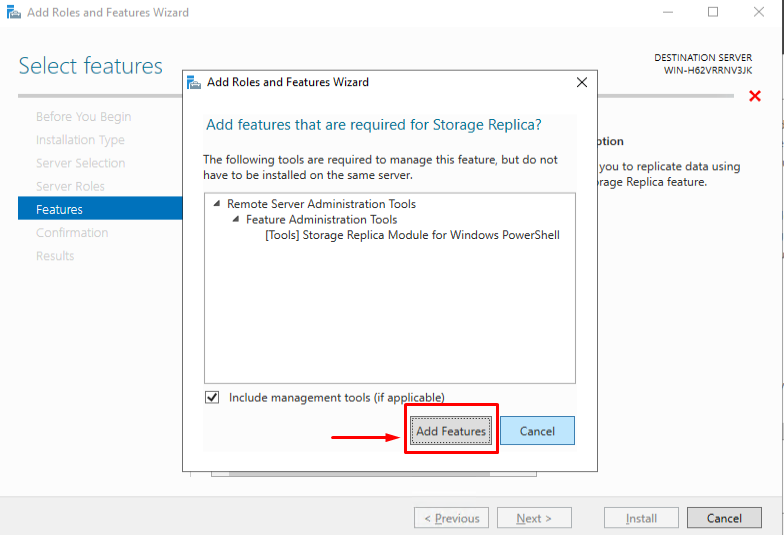 Add Roles and Features Wizard
Select features
DESTINATION SERVER
WIN-H62VRRNV3JK
Before You Begin
Installation Type
Server Selection
Server Roles
Features
Confirmation
Results
Add Roles and Features Wizard
Add features that are required for Storage Replica?
The following tools are required to manage this feature, but do not
have to be installed on the same server.
Remote Server Administration Tools
Feature Administration Tools
[Tools] Storage Replica Module for Windows PowerShell
Include management tools (if applicable)
Add Features
Cancel
you to replicate data using
feature.
< Previous
Next >
Install
Cancel